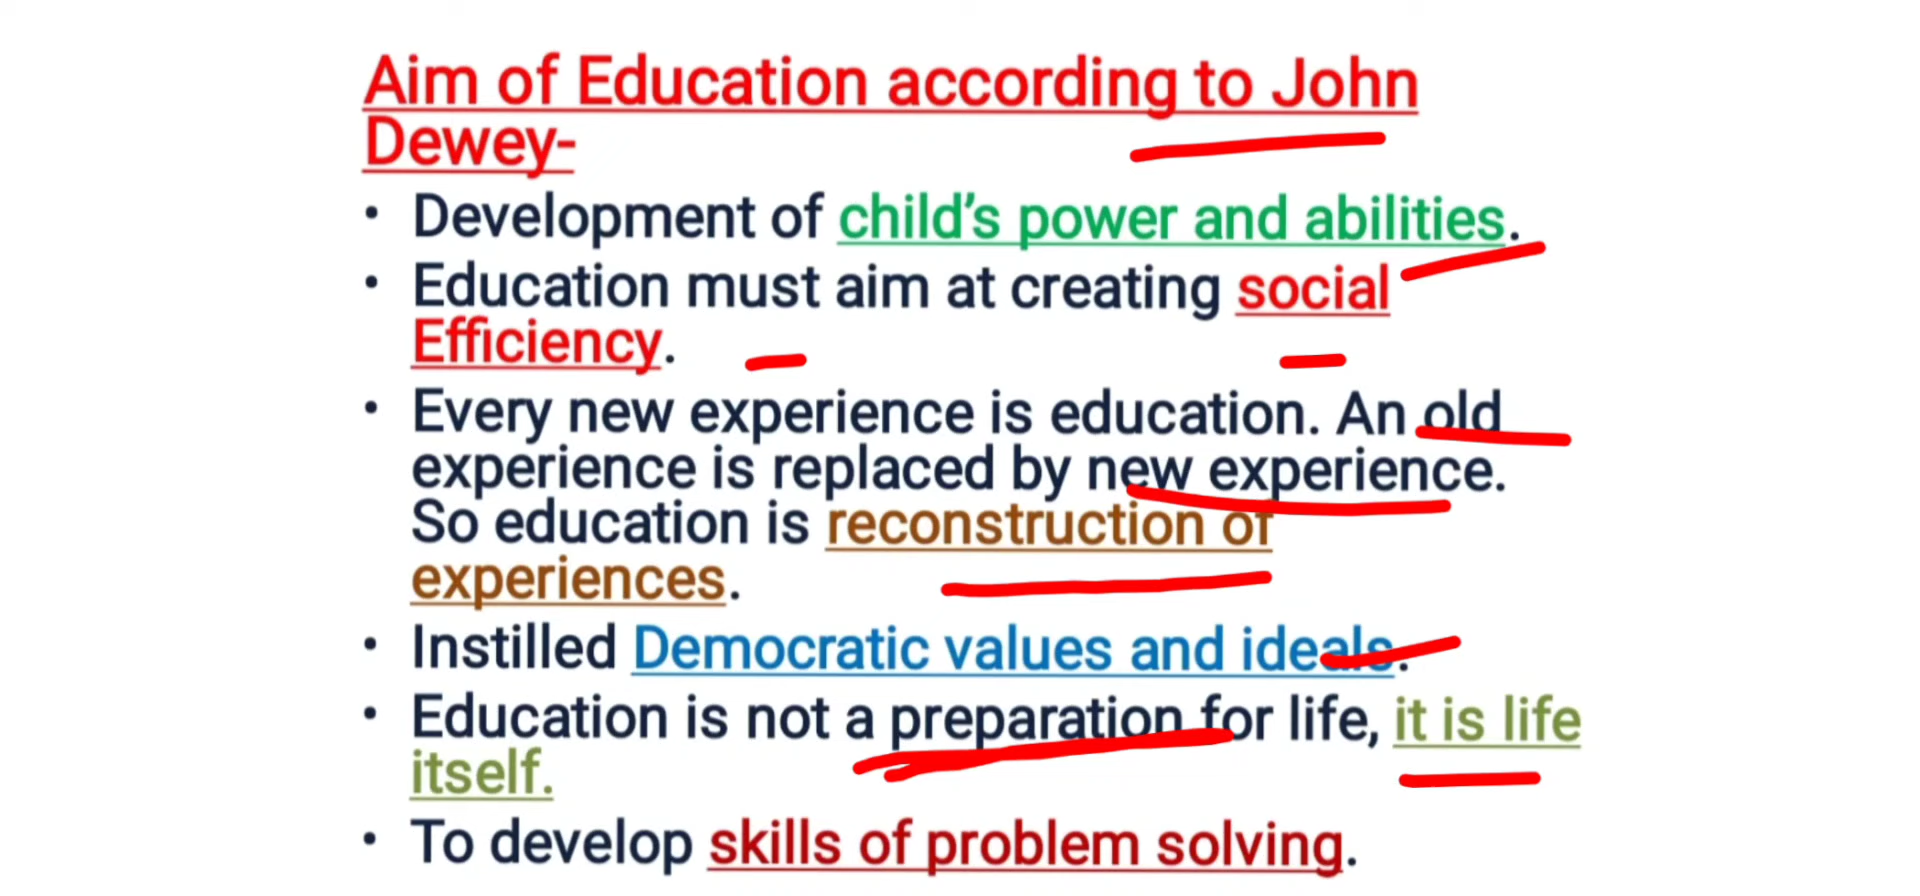 Aim of Education according to John
Dewey-
• Development of child's power and abilities.
• Education must aim at creating social
Efficiency.
• Every new experience is education. An old
experience is replaced by new experience.
So education is reconstruction of
experiences.
• Instilled Democratic values and ideals.
• Education is not a preparation for life, it is life
itself.
• To develop skills of problem solving.